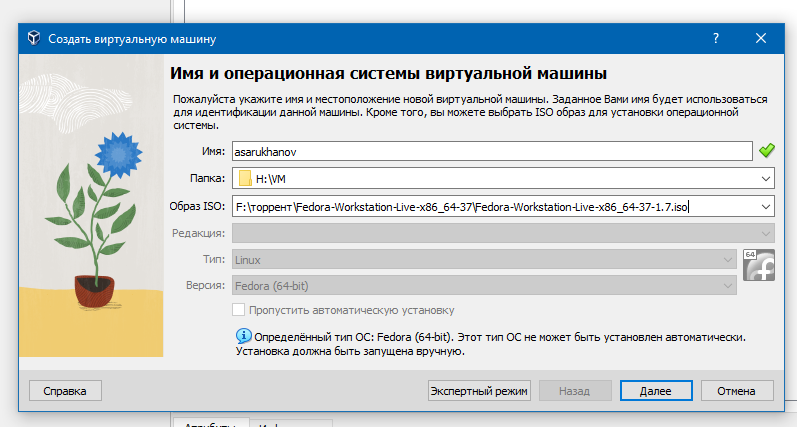 Создать виртуальную машину
Имя и операционная системы виртуальной машины
Пожалуйста укажите имя и местоположение новой виртуальной машины. Заданное Вами имя будет использоваться
для идентификации данной машины. Кроме того, вы можете выбрать ISO образ для установки операционной
системы.
Имя: asarukhanov
Папка: H:\VM
Образ ISO: F:\торрент\Fedora-Workstation-Live-x86_64-37\Fedora-Workstation-Live-x86_64-37-1.7.iso
Редакция:
Тип: Linux
64
Версия: Fedora (64-bit)
Пропустить автоматическую установку
Определённый тип ОС: Fedora (64-bit). Этот тип ОС не может быть установлен автоматически.
Установка должна быть запущена вручную.
Справка Экспертный режим Назад Далее Отмена